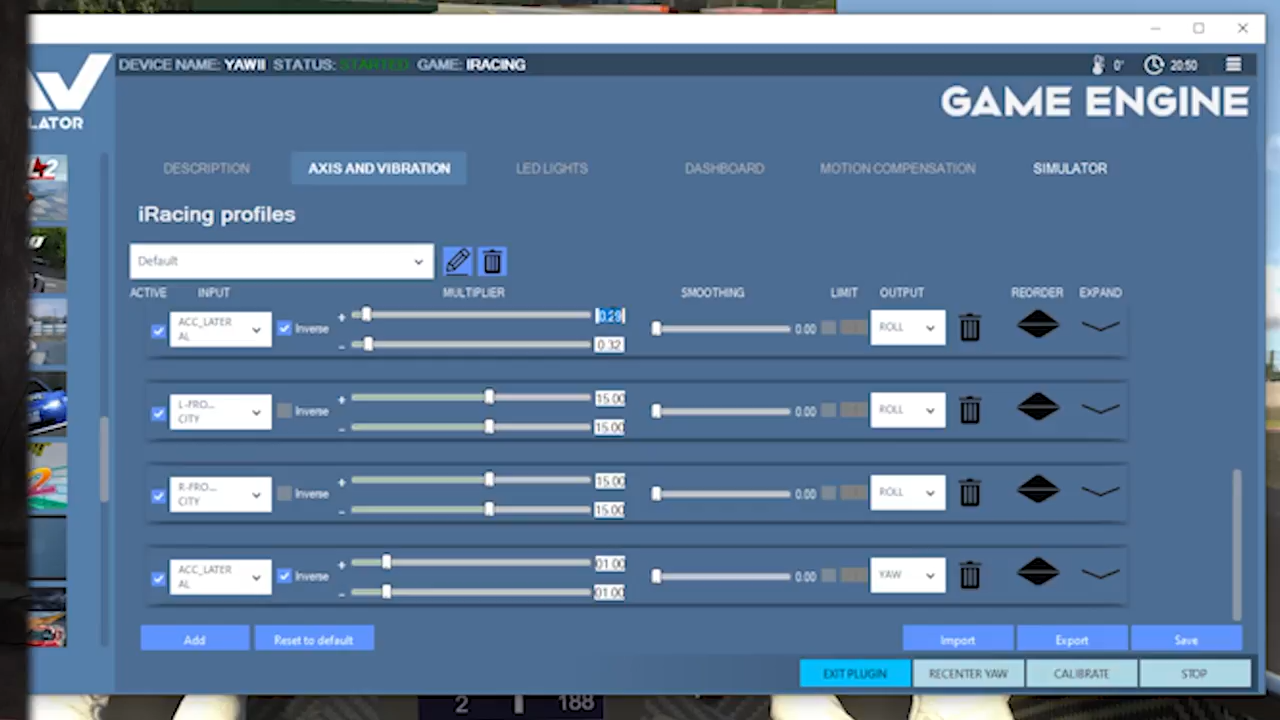 DEVICE NAME: YAWII STATUS: STARTED GAME: IRACING 0° 20:50
LATOR
GAME ENGINE
DESCRIPTION AXIS AND VIBRATION LED LIGHTS DASHBOARD MOTION COMPENSATION SIMULATOR
iRacing profiles
Default
ACTIVE INPUT MULTIPLIER SMOOTHING LIMIT OUTPUT REORDER EXPAND
ACC_LATER
AL
Inverse + 0.29 - 0.32 0.00 ROLL
L-FRO...
CITY
Inverse + 15.00 - 15.00 0.00 ROLL
R-FRO...
CITY
Inverse + 15.00 - 15.00 0.00 ROLL
ACC_LATER
AL
Inverse + 01.00 - 01.00 0.00 YAW
Add Reset to default Import Export Save
EXIT PLUGIN RECENTER YAW CALIBRATE STOP
2 188